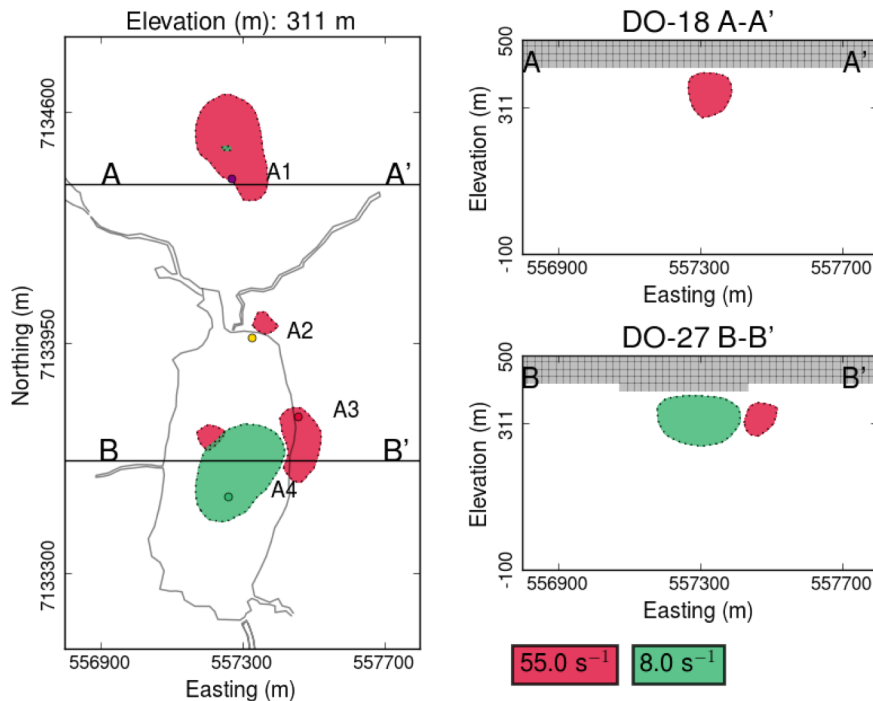 Elevation (m): 311 m
7134600
7133950
7133300
Northing (m)
A
A1
A'
A2
A3
B
B'
A4
556900
557300
557700
Easting (m)
DO-18 A-A'
500
311
-100
Elevation (m)
A
A'
556900
557300
557700
Easting (m)
DO-27 B-B'
500
311
-100
Elevation (m)
B
B'
556900
557300
557700
Easting (m)
55.0 s⁻¹
8.0 s⁻¹